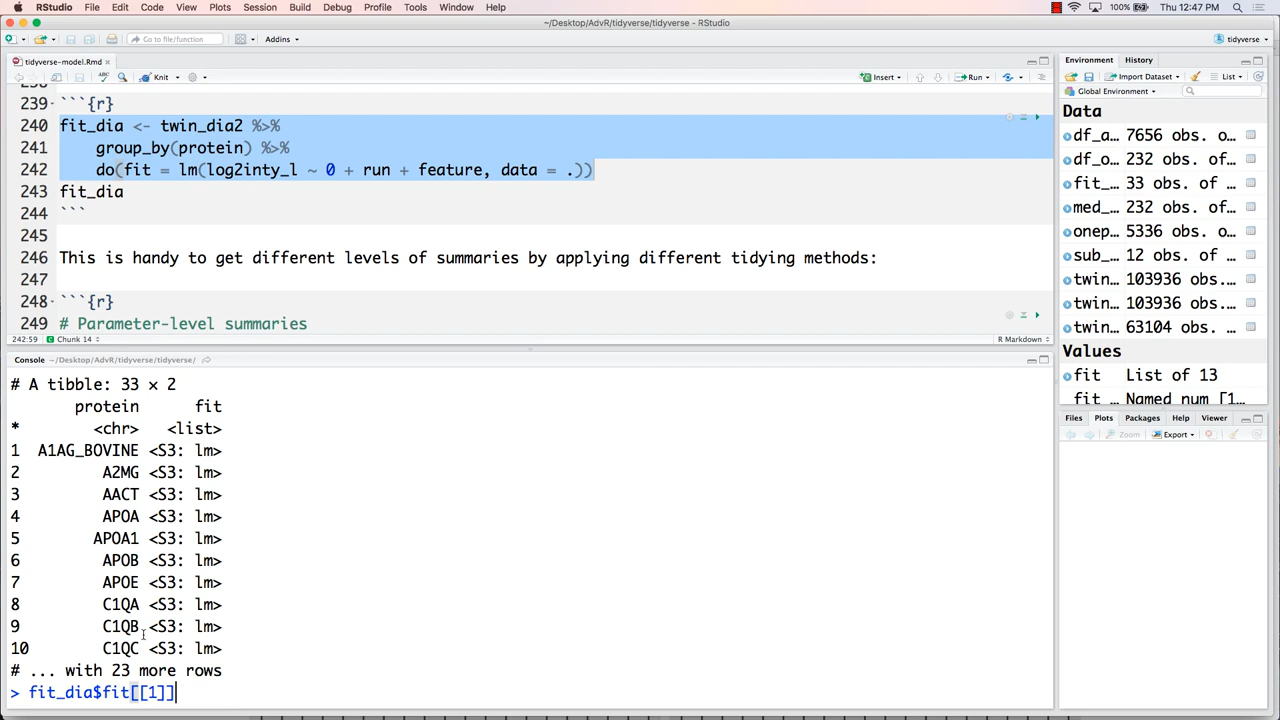 RStudio File Edit Code View Plots Session Build Debug Profile Tools Window Help 100% Thu 12:47 PM
~/Desktop/AdvR/tidyverse/tidyverse - RStudio
Go to file/function Addins tidyverse
tidyverse-model.Rmd
Knit Insert Run
238
239 ```{r}
240 fit_dia <- twin_dia2 %>%
241 group_by(protein) %>%
242 do(fit = lm(log2inty_l ~ 0 + run + feature, data = .))
243 fit_dia
244 ```
245
246 This is handy to get different levels of summaries by applying different tidying methods:
247
248 ```{r}
249 # Parameter-level summaries
242:59 Chunk 14 R Markdown
Console ~/Desktop/AdvR/tidyverse/tidyverse/
# A tibble: 33 × 2
protein fit
* <chr> <list>
1 A1AG_BOVINE <S3: lm>
2 A2MG <S3: lm>
3 AACT <S3: lm>
4 APOA <S3: lm>
5 APOA1 <S3: lm>
6 APOB <S3: lm>
7 APOE <S3: lm>
8 C1QA <S3: lm>
9 C1QB <S3: lm>
10 C1QC <S3: lm>
# ... with 23 more rows
> fit_dia$fit[[1]]
Environment History
Import Dataset List
Global Environment
Data
df_a… 7656 obs. o…
df_o… 232 obs. of…
fit_… 33 obs. of …
med_… 232 obs. of…
onep… 5336 obs. o…
sub_… 12 obs. of …
twin… 103936 obs.…
twin… 103936 obs.…
twin… 63104 obs. …
Values
fit List of 13
fit_… Named num [1…
Files Plots Packages Help Viewer
Zoom Export